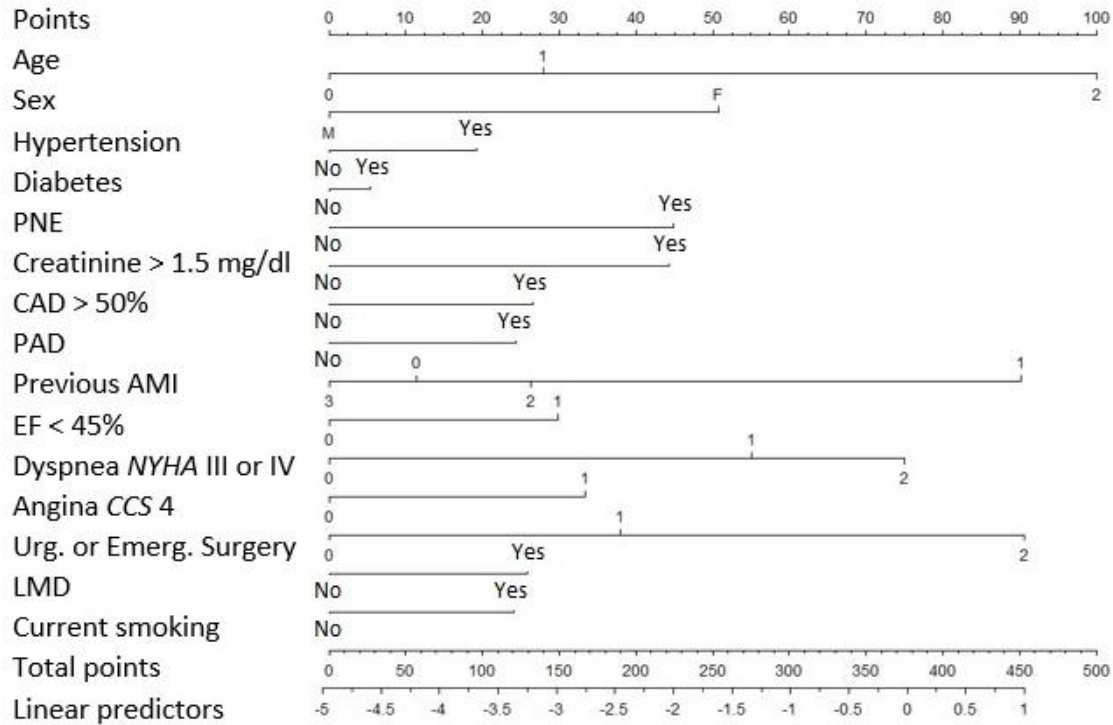 Points 0 10 20 30 40 50 60 70 80 90 100
Age 1
0 2
Sex F
M
Hypertension Yes
No
Diabetes Yes
No
PNE Yes
No
Creatinine > 1.5 mg/dl Yes
No
CAD > 50% Yes
No
PAD Yes
No
Previous AMI 0 1
3 2
EF < 45% 1
0
Dyspnea NYHA III or IV 1
0 2
Angina CCS 4 1
0
Urg. or Emerg. Surgery 1
0 2
LMD Yes
No
Current smoking Yes
No
Total points 0 50 100 150 200 250 300 350 400 450 500
Linear predictors -5 -4.5 -4 -3.5 -3 -2.5 -2 -1.5 -1 -0.5 0 0.5 1